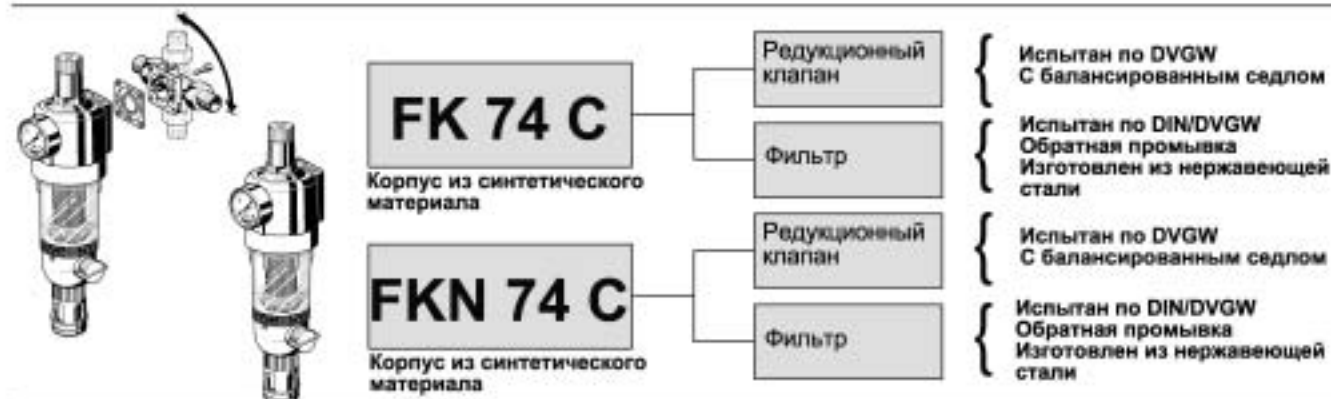 FK 74 C
Корпус из синтетического
материала
Редукционный
клапан
Испытан по DVGW
С балансированным седлом
Фильтр
Испытан по DIN/DVGW
Обратная промывка
Изготовлен из нержавеющей
стали
FKN 74 C
Корпус из синтетического
материала
Редукционный
клапан
Испытан по DVGW
С балансированным седлом
Фильтр
Испытан по DIN/DVGW
Обратная промывка
Изготовлен из нержавеющей
стали